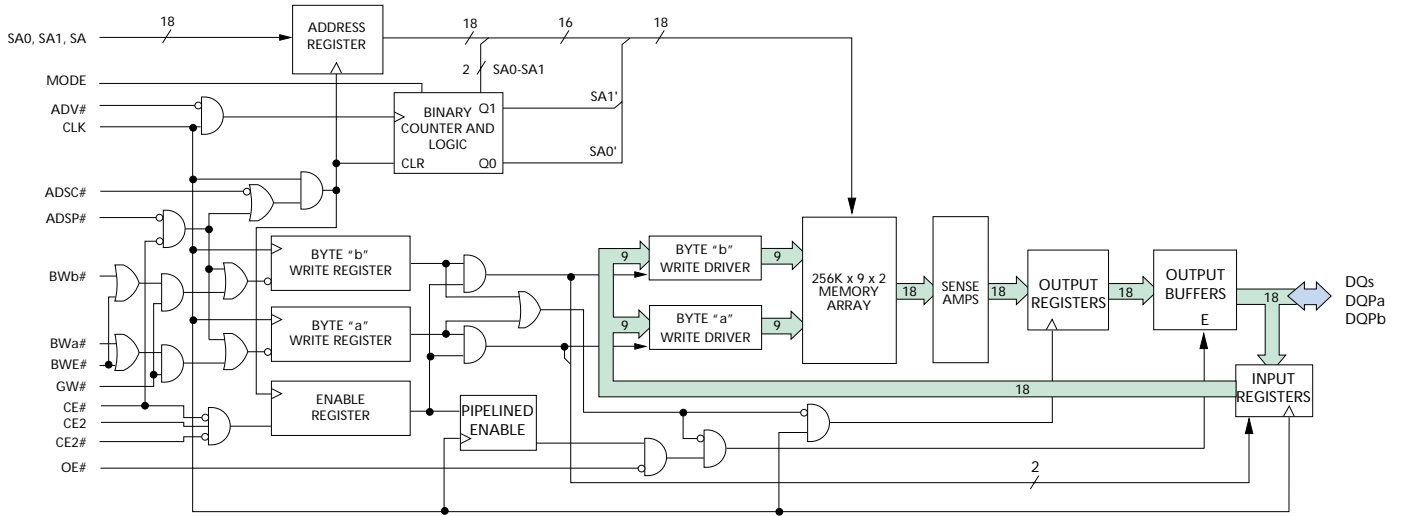 18
ADDRESS
REGISTER
SA0, SA1, SA
18
16
18
2
SA0-SA1
MODE
ADV#
CLK
BINARY
COUNTER AND
LOGIC
Q1
CLR
Q0
SA1'
SA0'
ADSC#
ADSP#
BWb#
BWa#
BWE#
GW#
CE#
CE2
CE2#
OE#
BYTE “b”
WRITE REGISTER
BYTE “a”
WRITE REGISTER
ENABLE
REGISTER
PIPELINED
ENABLE
9
BYTE “b”
WRITE DRIVER
9
9
BYTE “a”
WRITE DRIVER
9
256K x 9 x 2
MEMORY
ARRAY
18
SENSE
AMPS
18
OUTPUT
REGISTERS
18
OUTPUT
BUFFERS
E
18
DQs
DQPa
DQPb
18
INPUT
REGISTERS
2